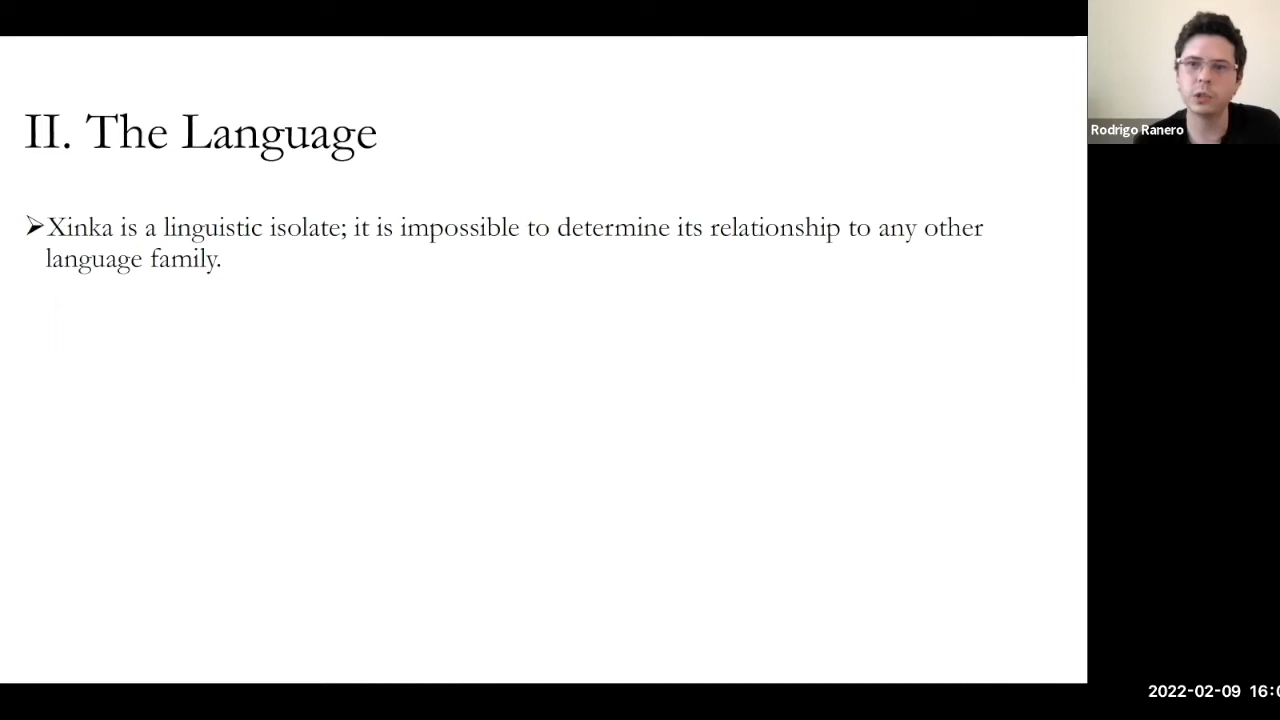 II. The Language
➢Xinka is a linguistic isolate; it is impossible to determine its relationship to any other
language family.
Rodrigo Ranero
2022-02-09 16:0